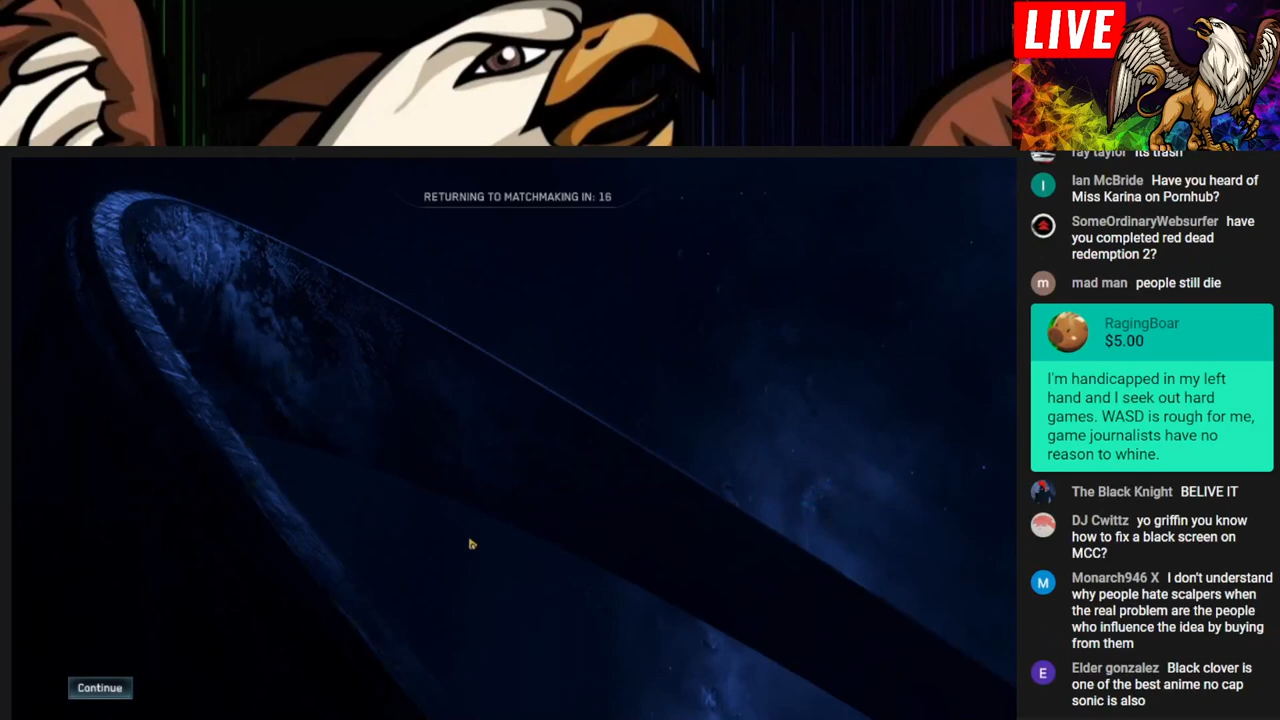 LIVE
RETURNING TO MATCHMAKING IN: 16
ray taylor its trash
Ian McBride Have you heard of
Miss Karina on Pornhub?
SomeOrdinaryWebsurfer have
you completed red dead
redemption 2?
m
mad man people still die
RagingBoar
$5.00
I'm handicapped in my left
hand and I seek out hard
games. WASD is rough for me,
game journalists have no
reason to whine.
The Black Knight BELIVE IT
DJ Cwittz yo griffin you know
how to fix a black screen on
MCC?
M
Monarch946 X I don't understand
why people hate scalpers when
the real problem are the people
who influence the idea by buying
from them
E
Elder gonzalez Black clover is
one of the best anime no cap
sonic is also
Continue